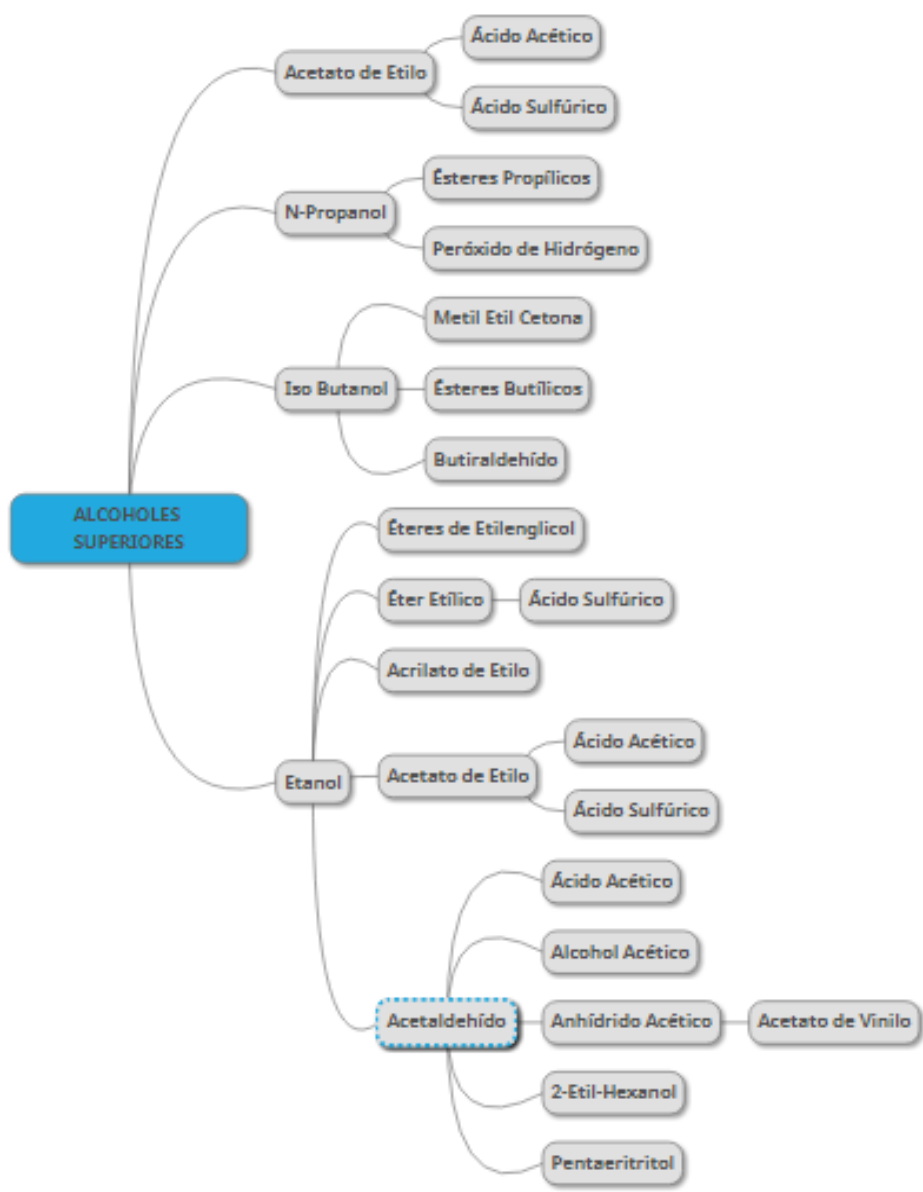 Ácido Acético
Acetato de Etilo
Ácido Sulfúrico
Ésteres Propílicos
N-Propanol
Peróxido de Hidrógeno
Metil Etil Cetona
Iso Butanol
Ésteres Butílicos
Butiraldehído
ALCOHOLES
SUPERIORES
Éteres de Etilenglicol
Éter Etílico
Ácido Sulfúrico
Acrilato de Etilo
Etanol
Acetato de Etilo
Ácido Acético
Ácido Sulfúrico
Ácido Acético
Alcohol Acético
Acetaldehído
Anhídrido Acético
Acetato de Vinilo
2-Etil-Hexanol
Pentaeritritol